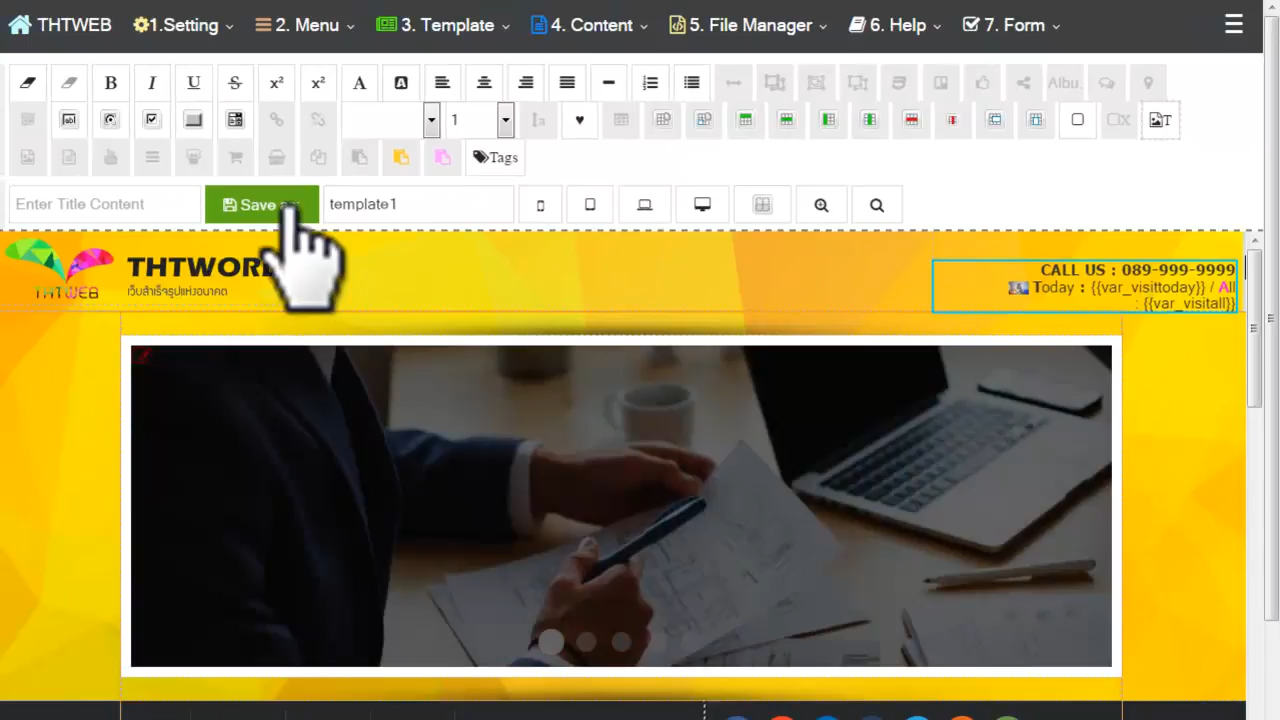 THTWEB 1.Setting 2. Menu 3. Template 4. Content 5. File Manager 6. Help 7. Form
B I U S x² x² A A Albu.
1
T
Tags
Enter Title Content Save template1
THTWOR
THTWEB
เว็บสำเร็จรูปแห่งอนาคต
CALL US : 089-999-9999
Today : {{var_visittoday}} / All
: {{var_visitall}}